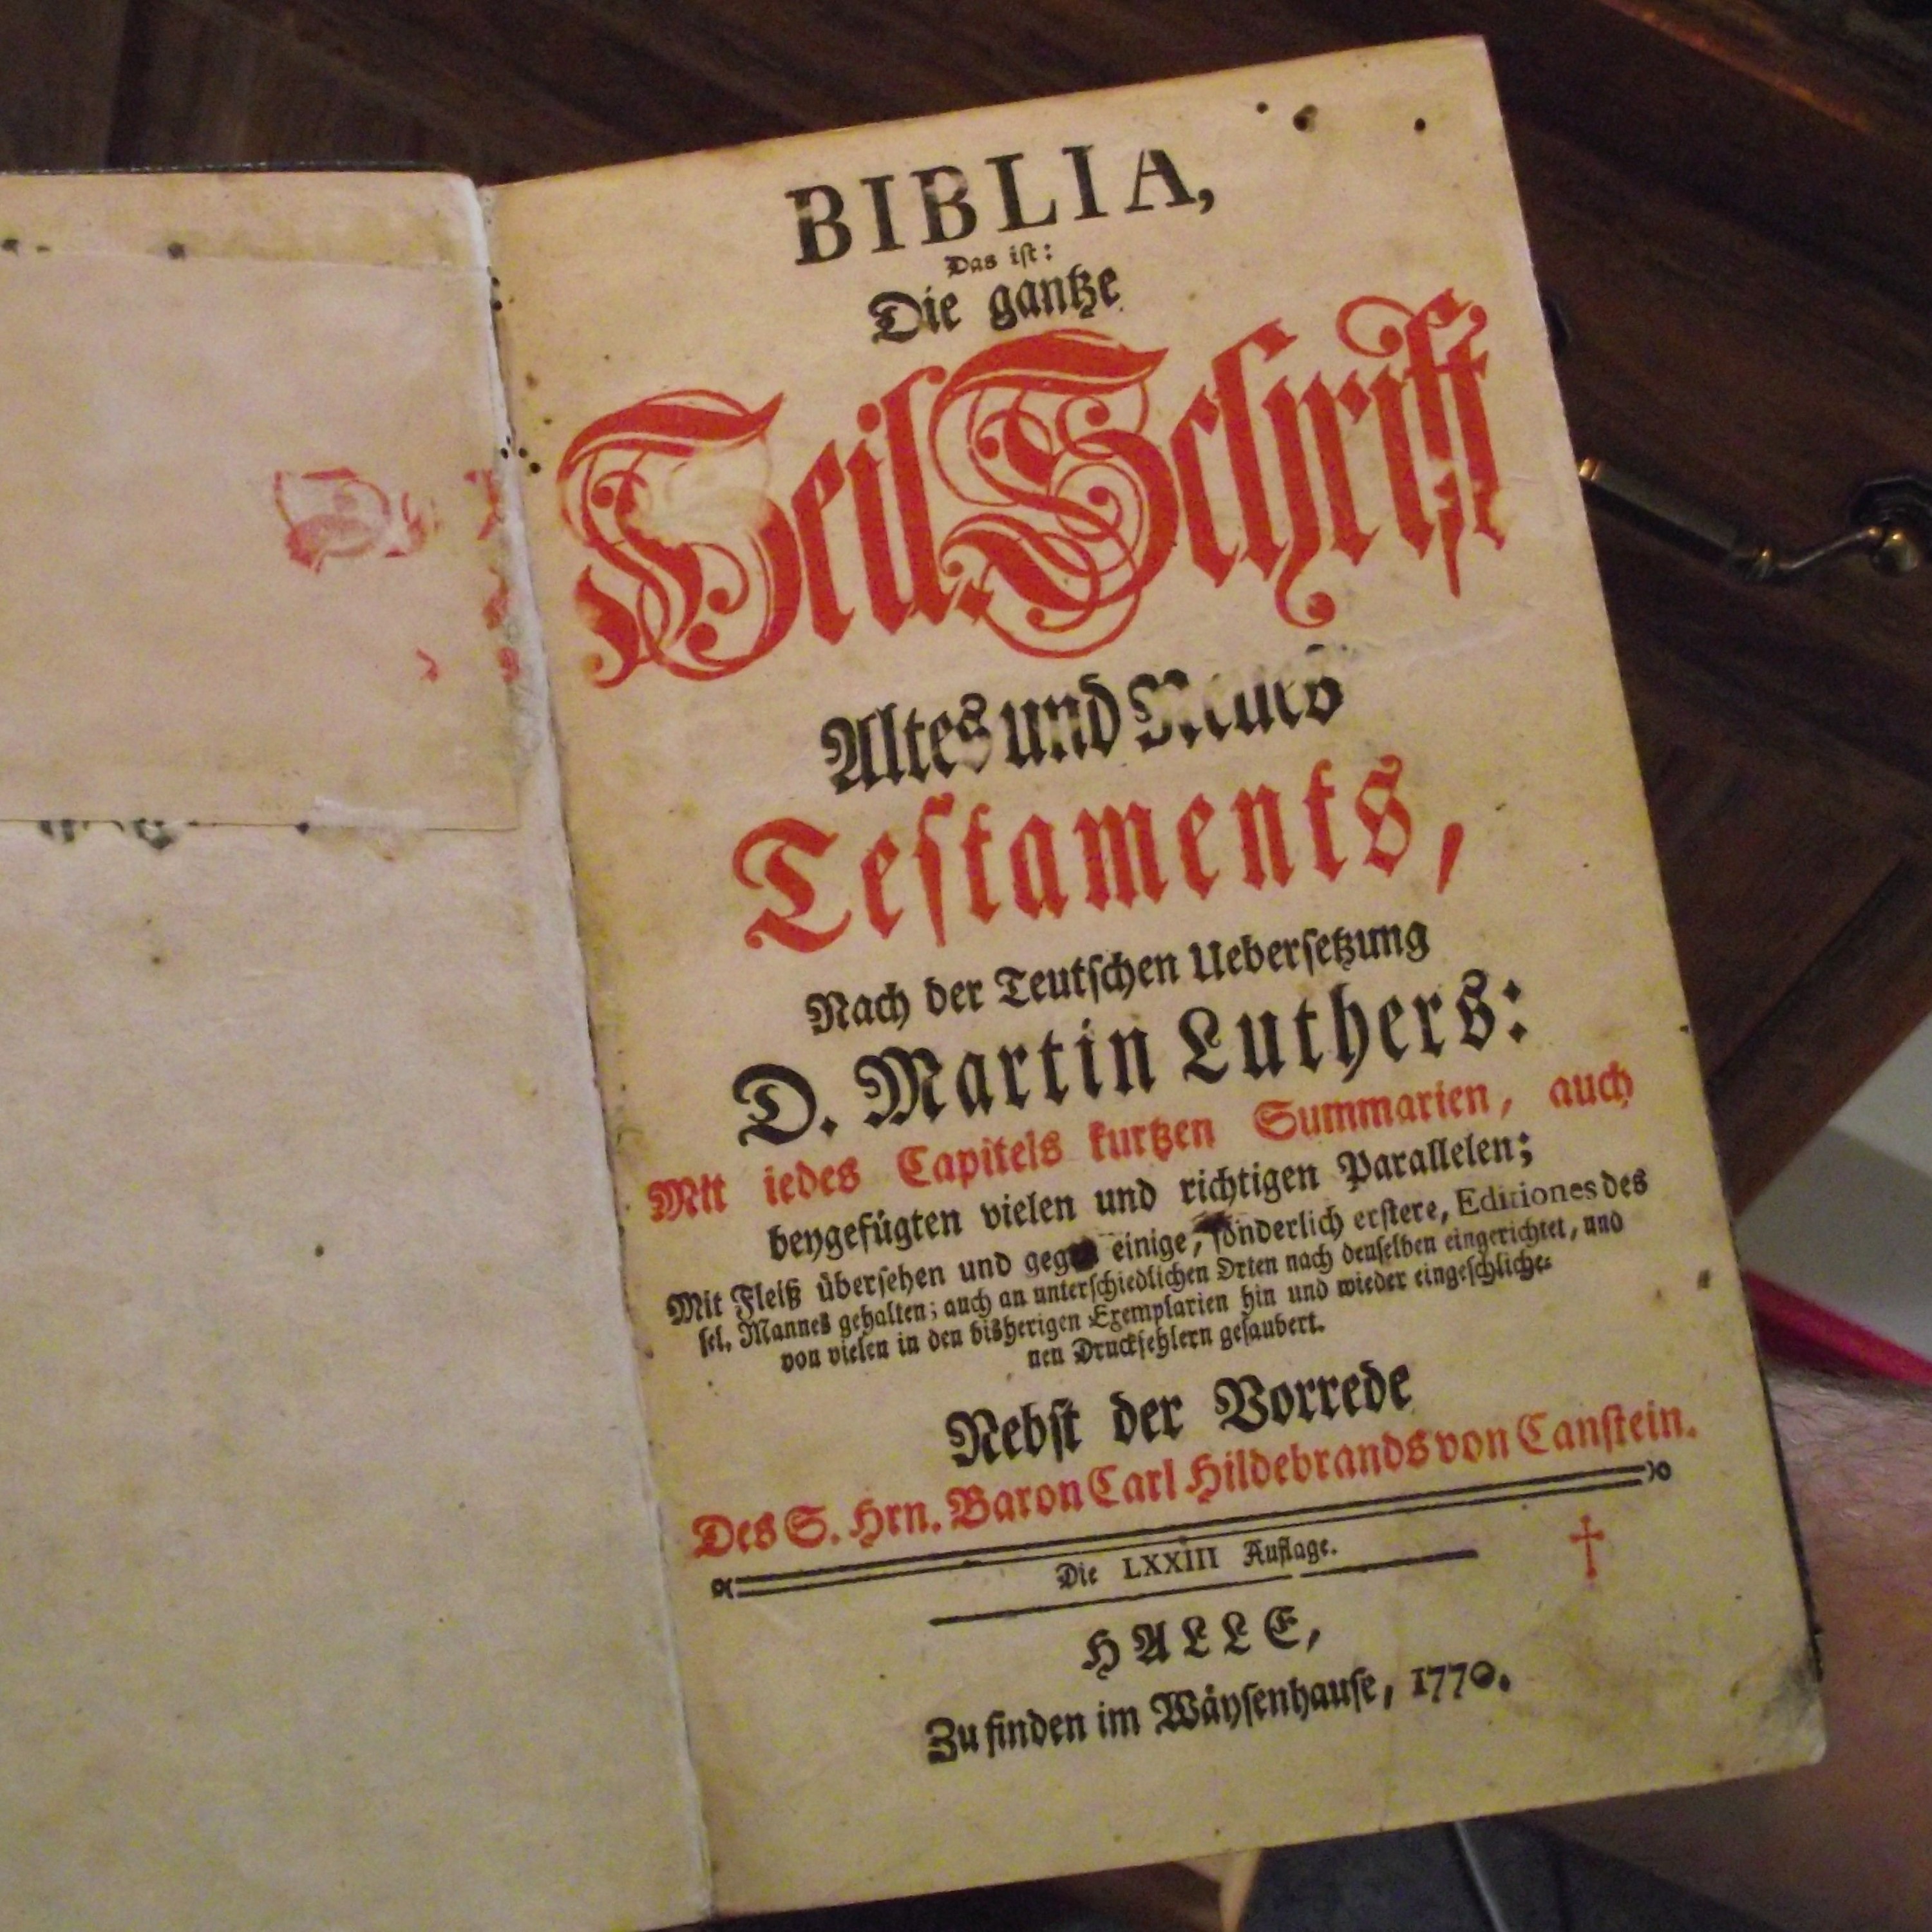 BIBLIA,
Das ist:
Die gantze
Heil. Schrift
Altes und Neues
Testaments,
Nach der Teutschen Uebersetzung
D. Martin Luthers:
Mit iedes Capitels kurtzen Summarien, auch
beygefügten vielen und richtigen Parallelen;
Mit Fleiß übersehen und gegen einige, sonderlich erstere, Editiones des
sel. Mannes gehalten; auch an unterschiedlichen Orten nach denselben eingerichtet, und
von vielen in den bisherigen Exemplarien hin und wieder eingeschliche-
nen Druckfehlern gesaubert.
Nebst der Vorrede
Des S. Hrn. Baron Carl Hildebrands von Canstein.
Die LXXIII Auflage.
HALLE,
Zu finden im Wäysenhause, 1770.